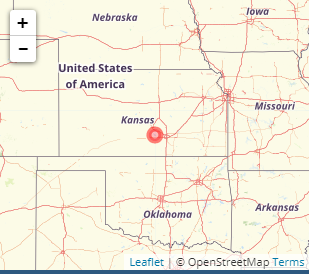 +
−
Nebraska
Iowa
United States
of America
Kansas
Missouri
Oklahoma
Arkansas
Leaflet | © OpenStreetMap Terms